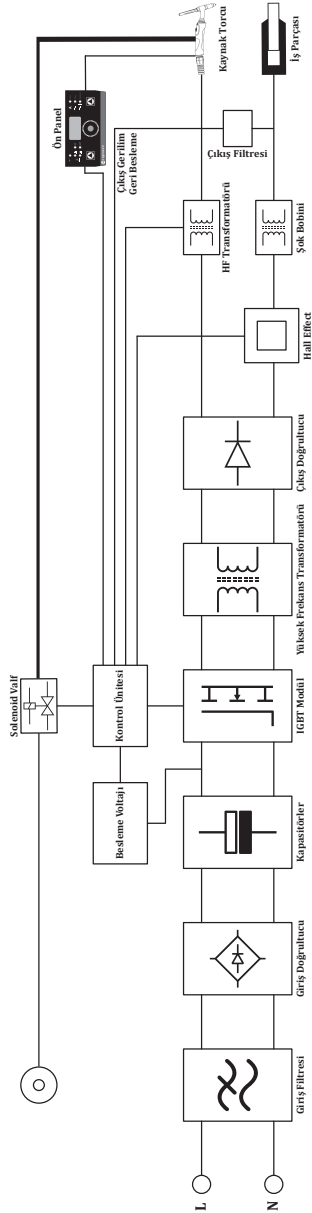 L
N
Giriş Filtresi
Giriş Doğrultucu
Kapasitörler
IGBT Modül
Yüksek Frekans Transformatörü
Çıkış Doğrultucu
Hall Effect
HF Transformatörü
Şok Bobini
Çıkış Filtresi
Kaynak Torcu
İş Parçası
Besleme Voltajı
Kontrol Ünitesi
Solenoid Valf
Ön Panel
Çıkış Gerilim
Geri Besleme